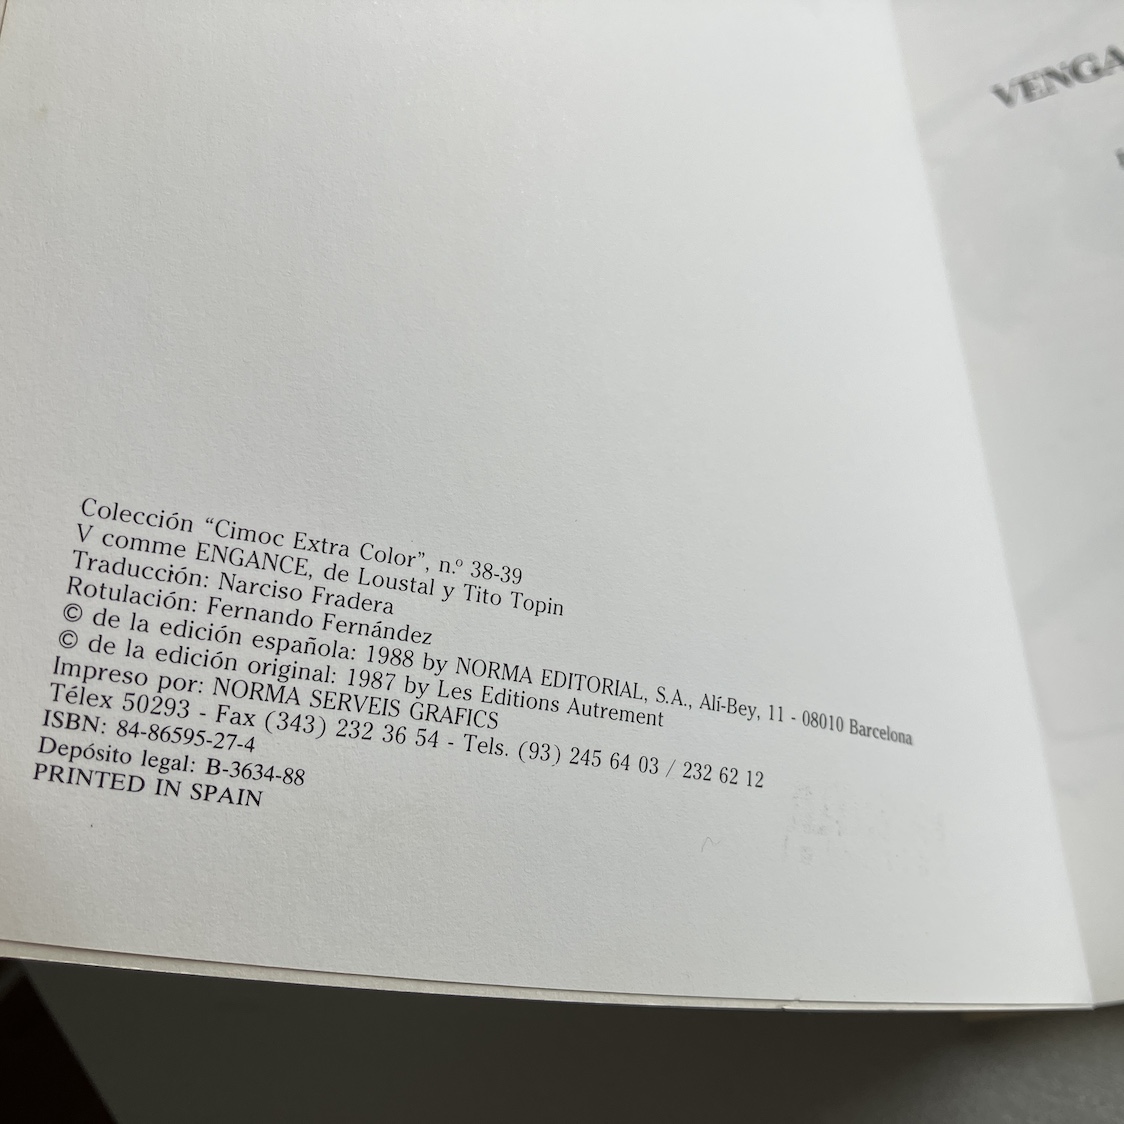 Colección “Cimoc Extra Color”, n.º 38-39
V comme ENGANCE, de Loustal y Tito Topin
Traducción: Narciso Fradera
Rotulación: Fernando Fernández
© de la edición española: 1988 by NORMA EDITORIAL, S.A., Alí-Bey, 11 - 08010 Barcelona
© de la edición original: 1987 by Les Editions Autrement
Impreso por: NORMA SERVEIS GRAFICS
Télex 50293 - Fax (343) 232 36 54 - Tels. (93) 245 64 03 / 232 62 12
ISBN: 84-86595-27-4
Depósito legal: B-3634-88
PRINTED IN SPAIN
VENGA